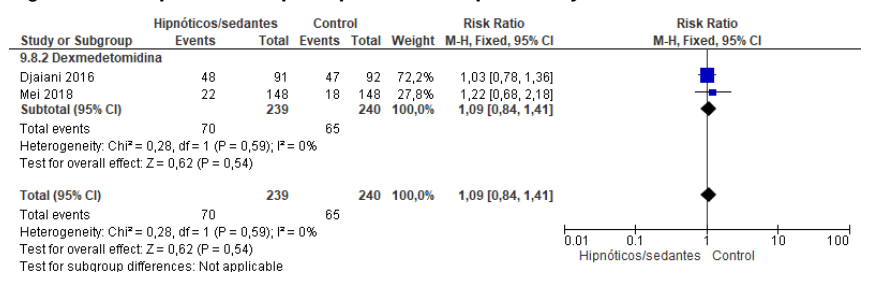 Hipnóticos/sedantes Control Risk Ratio Risk Ratio
Study or Subgroup Events Total Events Total Weight M-H, Fixed, 95% CI M-H, Fixed, 95% CI
9.8.2 Dexmedetomidina
Djaiani 2016 48 91 47 92 72,2% 1,03 [0,78, 1,36]
Mei 2018 22 148 18 148 27,8% 1,22 [0,68, 2,18]
Subtotal (95% CI) 239 240 100,0% 1,09 [0,84, 1,41]
Total events 70 65
Heterogeneity: Chi² = 0,28, df = 1 (P = 0,59); I² = 0%
Test for overall effect: Z = 0,62 (P = 0,54)
Total (95% CI) 239 240 100,0% 1,09 [0,84, 1,41]
Total events 70 65
Heterogeneity: Chi² = 0,28, df = 1 (P = 0,59); I² = 0%
Test for overall effect: Z = 0,62 (P = 0,54)
Test for subgroup differences: Not applicable
0.01 0.1 1 10 100
Hipnóticos/sedantes Control